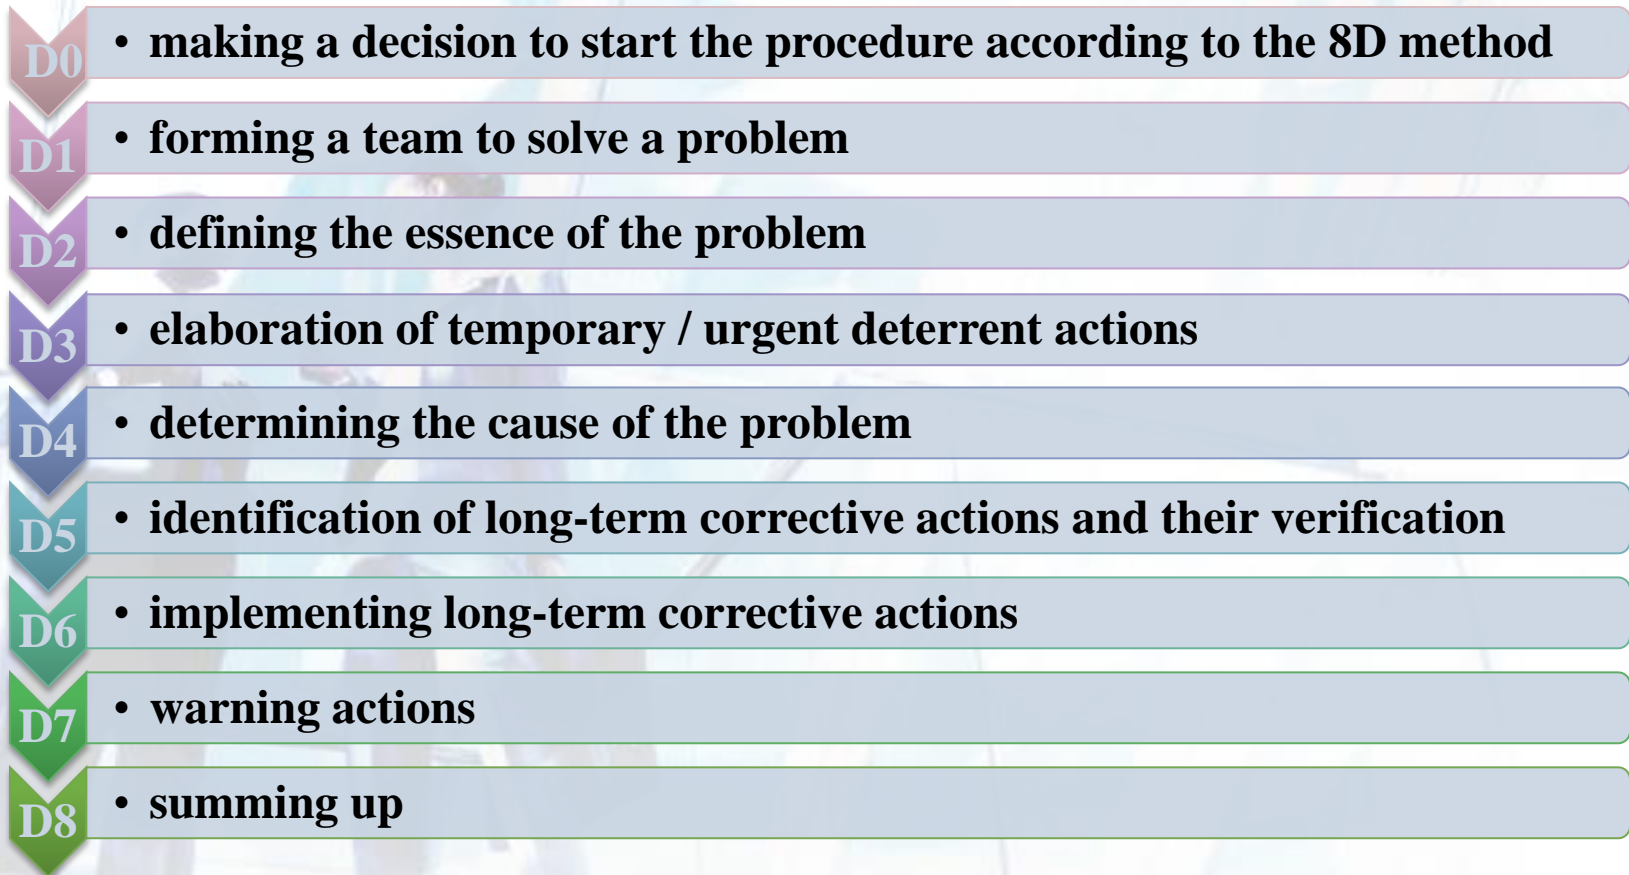 D0 • making a decision to start the procedure according to the 8D method
D1 • forming a team to solve a problem
D2 • defining the essence of the problem
D3 • elaboration of temporary / urgent deterrent actions
D4 • determining the cause of the problem
D5 • identification of long-term corrective actions and their verification
D6 • implementing long-term corrective actions
D7 • warning actions
D8 • summing up